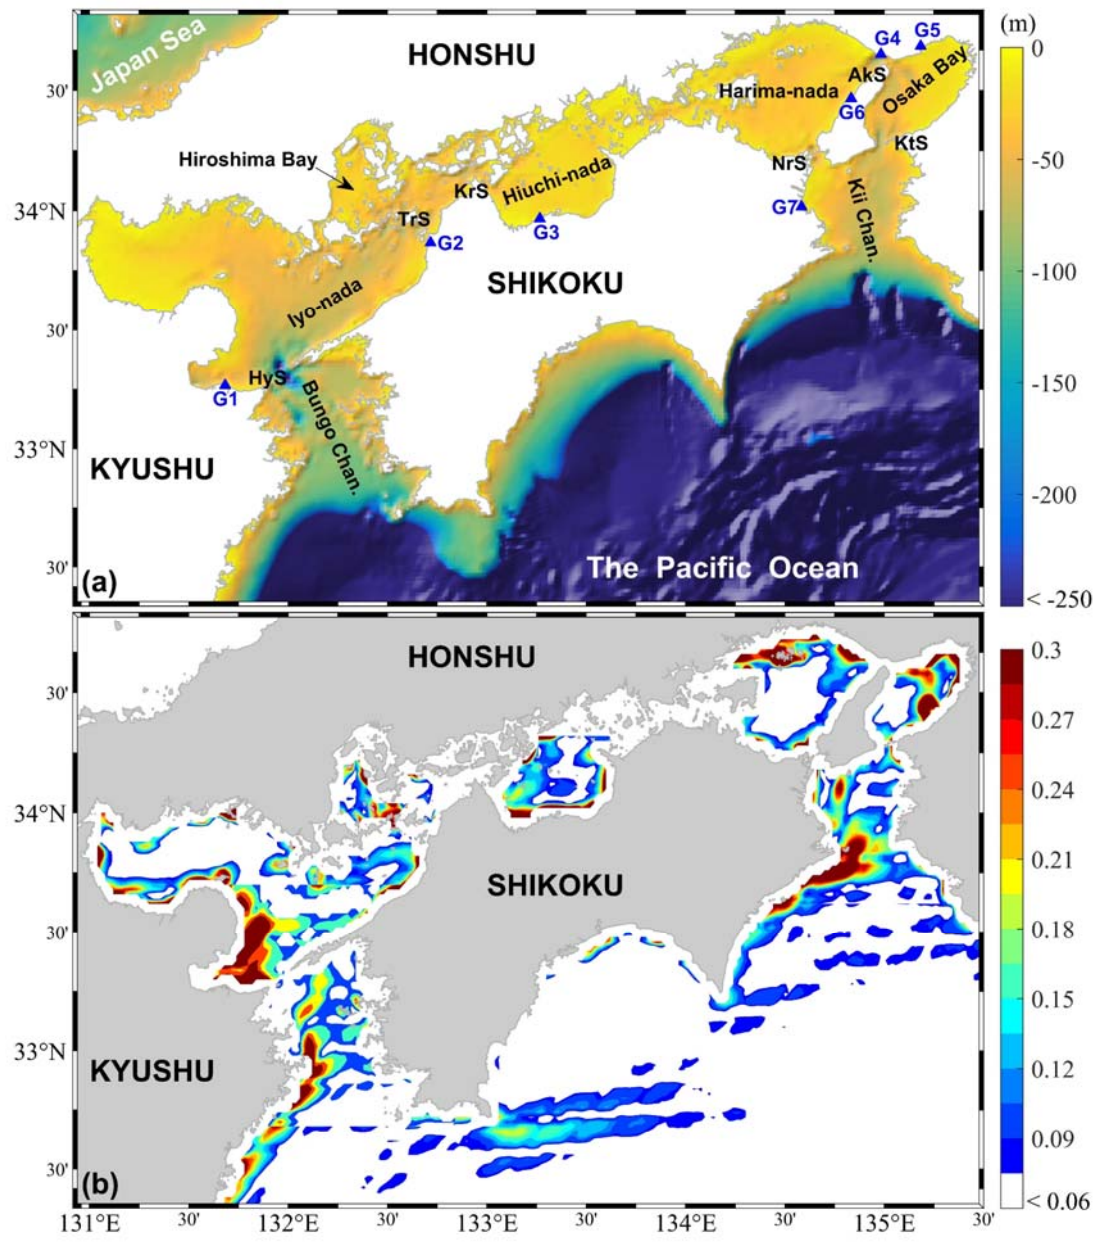 (m)
Japan Sea
HONSHU
G4
G5
0
30'
Harima-nada
AkS
Osaka Bay
G6
-50
Hiroshima Bay
KtS
NrS
KrS
Hiuchi-nada
34°N
TrS
G7
Kii Chan.
G2
G3
-100
SHIKOKU
Iyo-nada
30'
HyS
G1
Bungo Chan.
-150
33°N
KYUSHU
-200
30'
(a)
The Pacific Ocean
< -250
HONSHU
0.3
30'
0.27
0.24
34°N
0.21
SHIKOKU
30'
0.18
0.15
33°N
KYUSHU
0.12
0.09
30'
(b)
< 0.06
131°E
30'
132°E
30'
133°E
30'
134°E
30'
135°E
30'